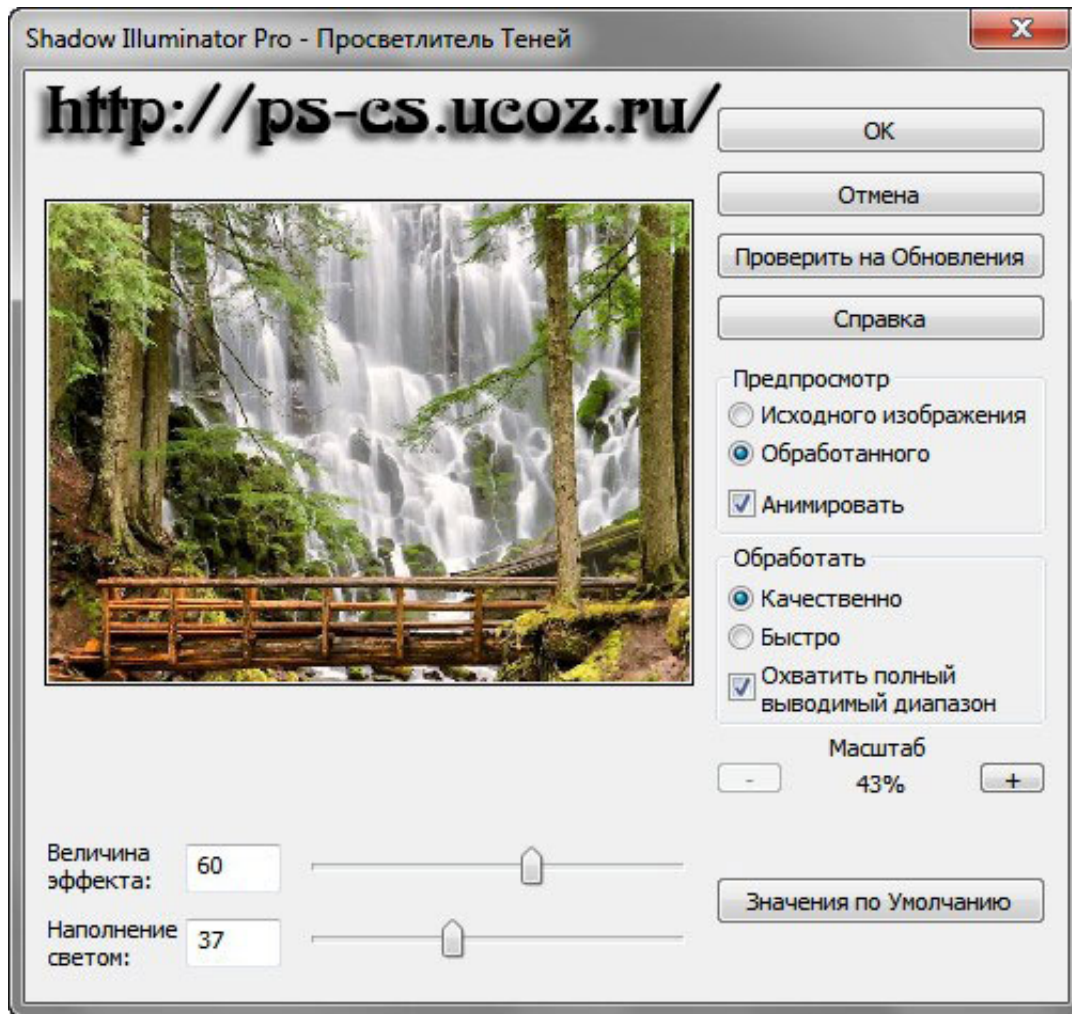 Shadow Illuminator Pro - Просветлитель Теней
http://ps-cs.ucoz.ru/
OK
Отмена
Проверить на Обновления
Справка
Предпросмотр
Исходного изображения
Обработанного
Анимировать
Обработать
Качественно
Быстро
Охватить полный
выводимый диапазон
Масштаб
- 43% +
Величина
эффекта: 60
Наполнение
светом: 37
Значения по Умолчанию